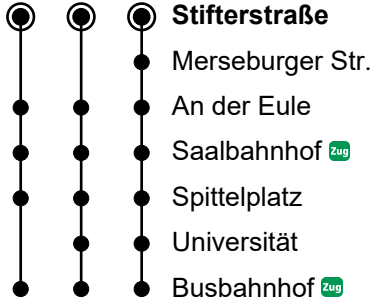 Stifterstraße
Merseburger Str.
An der Eule
Saalbahnhof Zug
Spittelplatz
Universität
Busbahnhof Zug